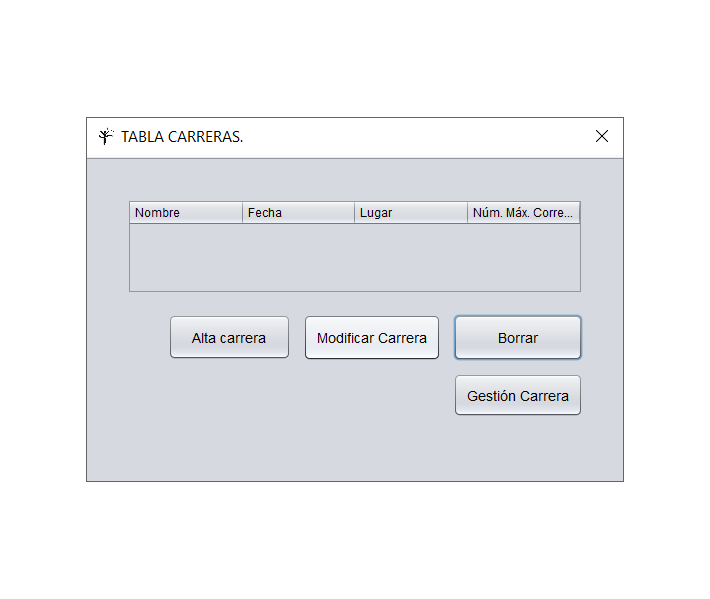 TABLA CARRERAS.
Nombre Fecha Lugar Núm. Máx. Corre...
Alta carrera Modificar Carrera Borrar
Gestión Carrera